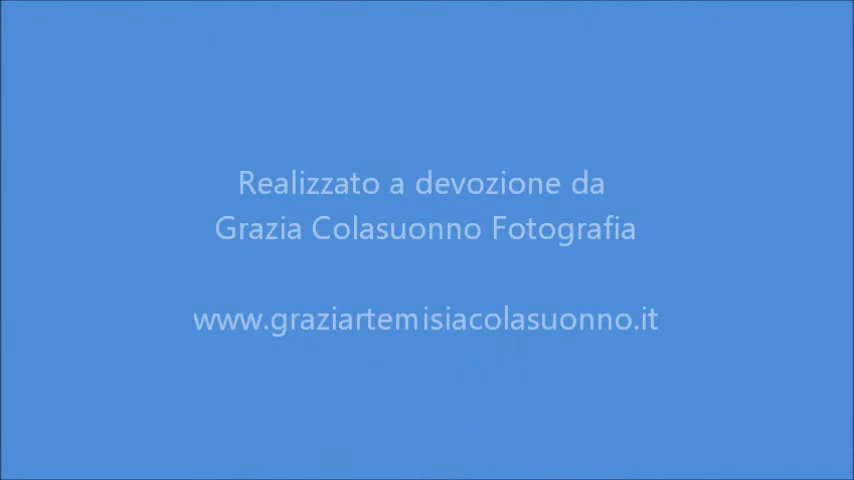 Realizzato a devozione da
Grazia Colasuonno Fotografia
www.graziartemisiacolasuonno.it